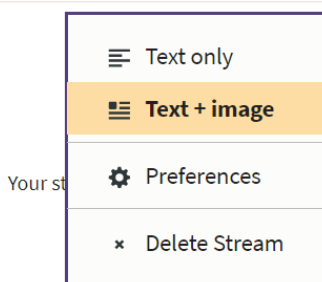 Text only
Text + image
Preferences
Your st
Delete Stream